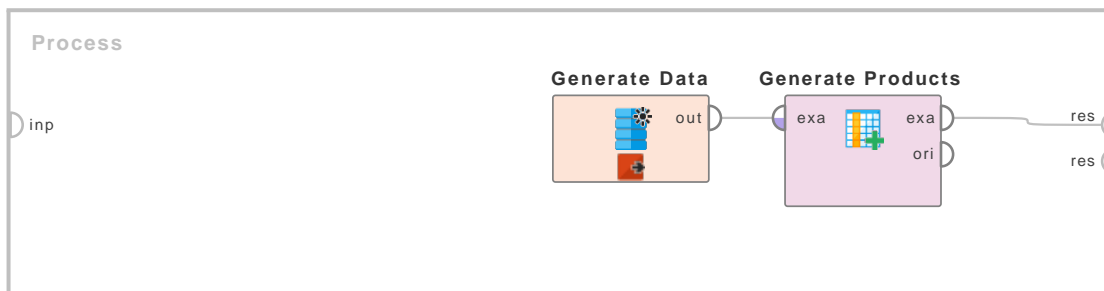 Process
Generate Data Generate Products
inp
out exa exa res
ori res